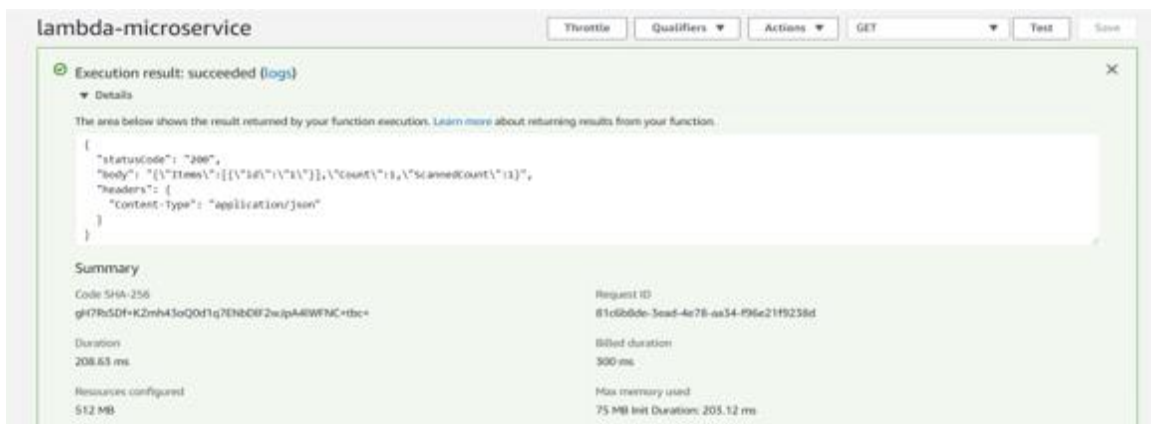 lambda-microservice
Throttle Qualifiers ▼ Actions ▼ GET ▼ Test Save
Execution result: succeeded (logs)
▼ Details
The area below shows the result returned by your function execution. Learn more about returning results from your function.
{
"statusCode": "200",
"body": "{\"Items\":[{\"id\":\"1\"}],\"Count\":1,\"ScannedCount\":1}",
"headers": {
"Content-Type": "application/json"
}
}
Summary
Code SHA-256
Request ID
Duration
208.63 ms
Billed duration
300 ms
Resources configured
512 MB
Max memory used
75 MB Init Duration: 203.12 ms